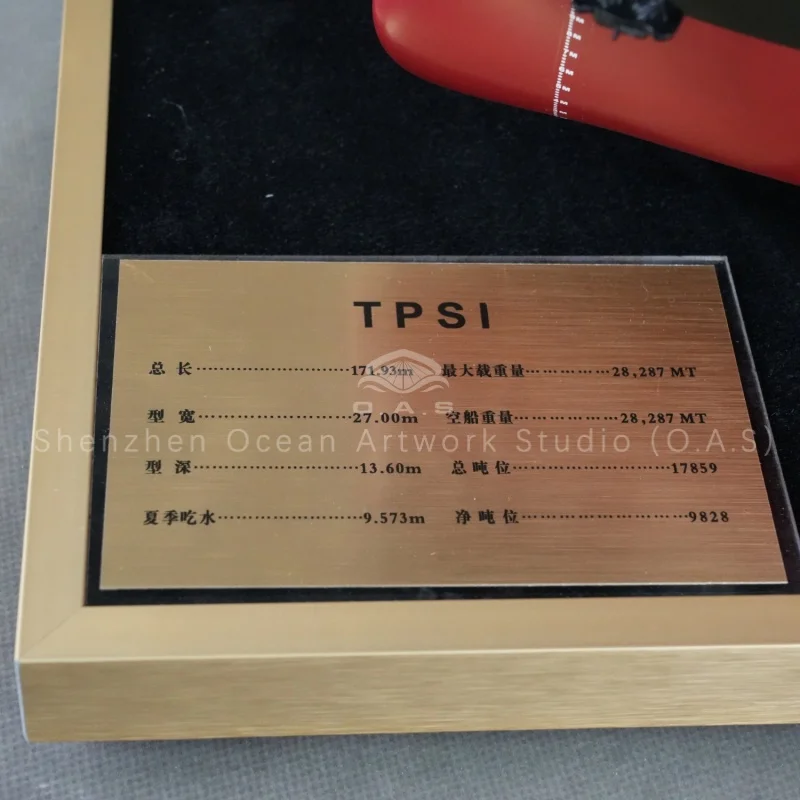 TPSI
总长……………………171.93m 最大载重量……………28,287 MT
O.A.S
型宽……………………27.00m 空船重量………………28,287 MT
Shenzhen Ocean Artwork Studio (O.A.S)
型深……………………13.60m 总吨位……………………17859
夏季吃水…………………9.573m 净吨位……………………9828